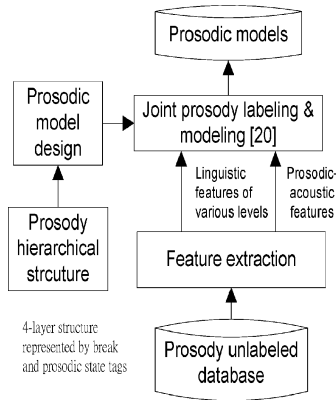 Prosodic models
Prosodic
model
design
Joint prosody labeling &
modeling [20]
Linguistic
features of
various levels
Prosodic-
acoustic
features
Prosody
hierarchical
strcuture
Feature extraction
4-layer structure
represented by break
and prosodic state tags
Prosody unlabeled
database